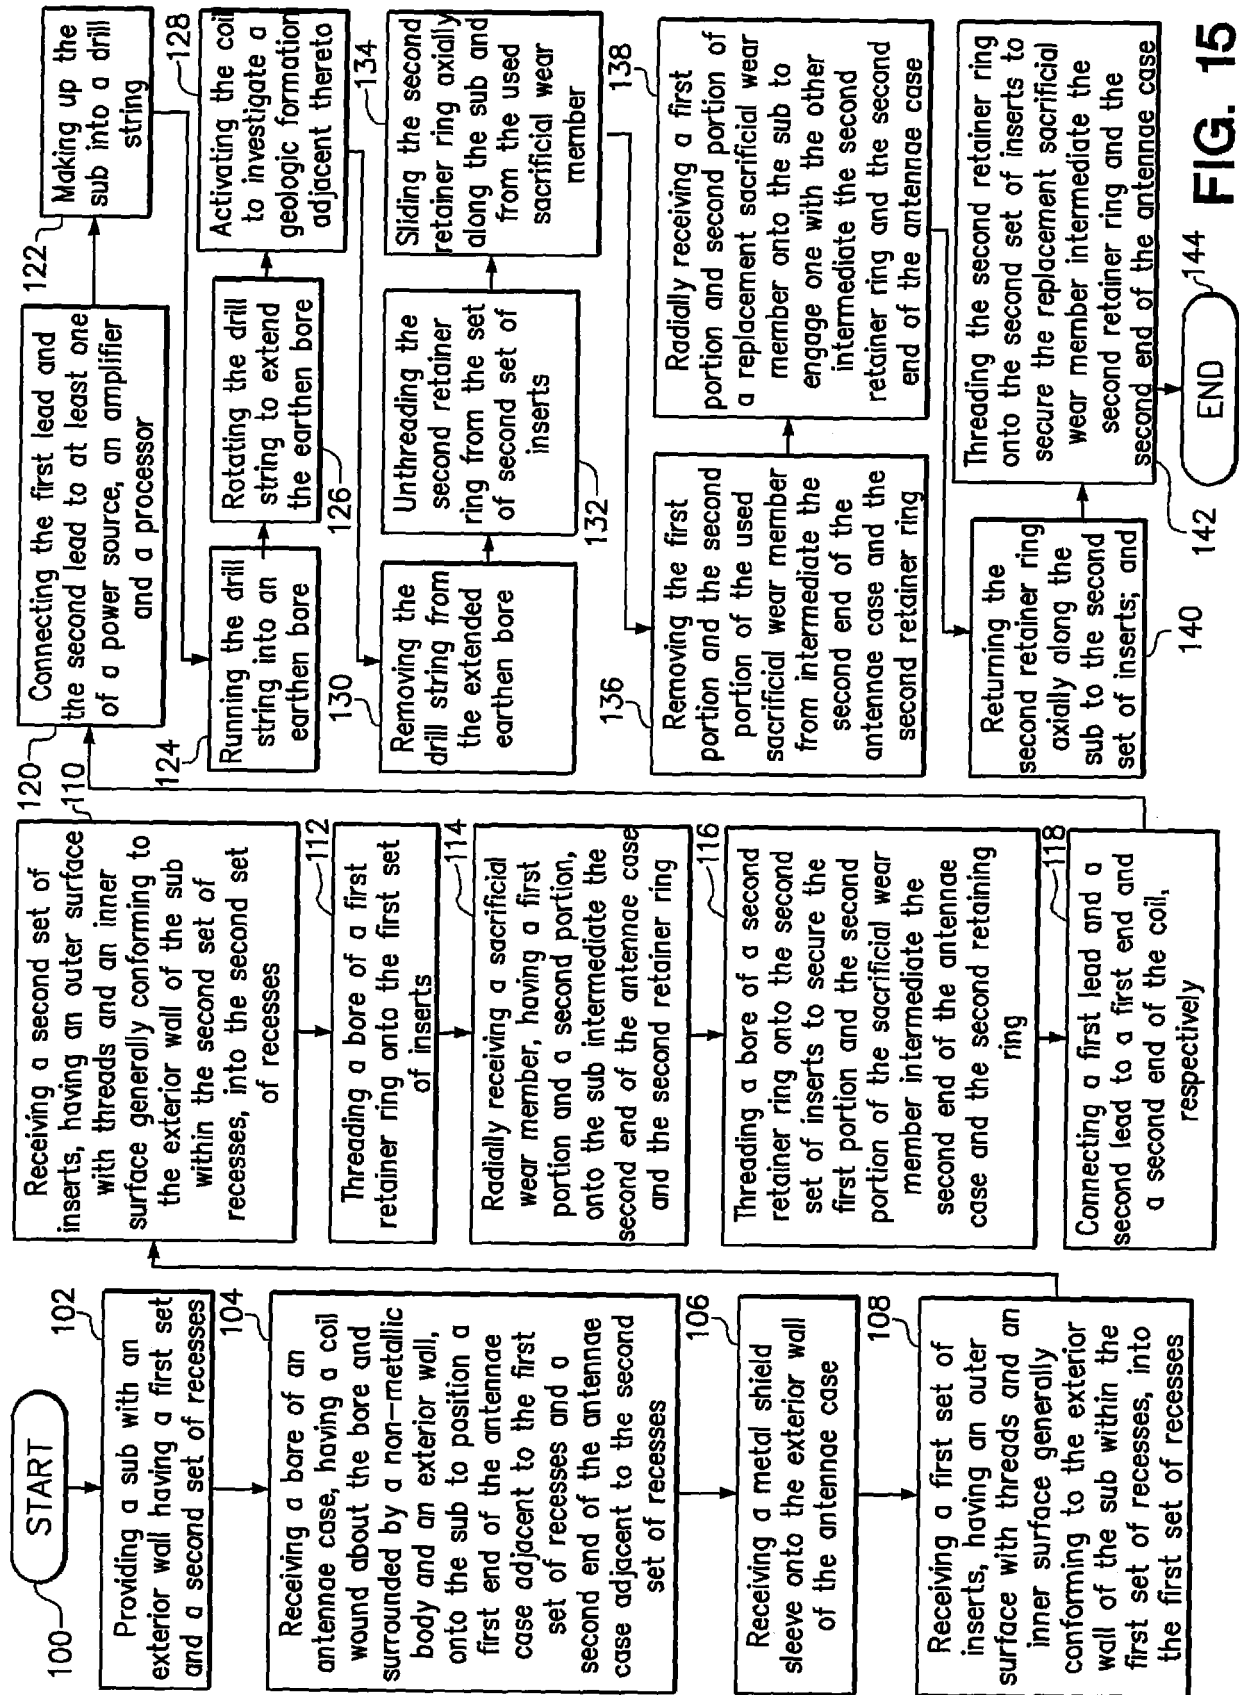 100
START
102
Providing a sub with an
exterior wall having a first set
and a second set of recesses
104
Receiving a bore of an
antennae case, having a coil
wound about the bore and
surrounded by a non-metallic
body and an exterior wall,
onto the sub to position a
first end of the antennae
case adjacent to the first
set of recesses and a
second end of the antennae
case adjacent to the second
set of recesses
106
Receiving a metal shield
sleeve onto the exterior wall
of the antennae case
108
Receiving a first set of
inserts, having an outer
surface with threads and an
inner surface generally
conforming to the exterior
wall of the sub within the
first set of recesses, into
the first set of recesses
110
Receiving a second set of
inserts, having an outer surface
with threads and an inner
surface generally conforming to
the exterior wall of the sub
within the second set of
recesses, into the second set
of recesses
112
Threading a bore of a first
retainer ring onto the first set
of inserts
114
Radially receiving a sacrificial
wear member, having a first
portion and a second portion,
onto the sub intermediate the
second end of the antennae case
and the second retainer ring
116
Threading a bore of a second
retainer ring onto the second
set of inserts to secure the
first portion and the second
portion of the sacrificial wear
member intermediate the
second end of the antennae
case and the second retaining
ring
118
Connecting a first lead and a
second lead to a first end and
a second end of the coil,
respectively
120
Connecting the first lead and
the second lead to at least one
of a power source, an amplifier
and a processor
122
Making up the
sub into a drill
string
124
Running the drill
string into an
earthen bore
126
Rotating the drill
string to extend
the earthen bore
128
Activating the coil
to investigate a
geologic formation
adjacent thereto
130
Removing the
drill string from
the extended
earthen bore
132
Unthreading the
second retainer
ring from the set
of second set of
inserts
134
Sliding the second
retainer ring axially
along the sub and
from the used
sacrificial wear
member
136
Removing the first
portion and the second
portion of the used
sacrificial wear member
from intermediate the
second end of the
antennae case and the
second retainer ring
138
Radially receiving a first
portion and second portion of
a replacement sacrificial wear
member onto the sub to
engage one with the other
intermediate the second
retainer ring and the second
end of the antennae case
140
Returning the
second retainer ring
axially along the
sub to the second
set of inserts; and
142
Threading the second retainer ring
onto the second set of inserts to
secure the replacement sacrificial
wear member intermediate the
second retainer ring and the
second end of the antennae case
144
END
FIG. 15